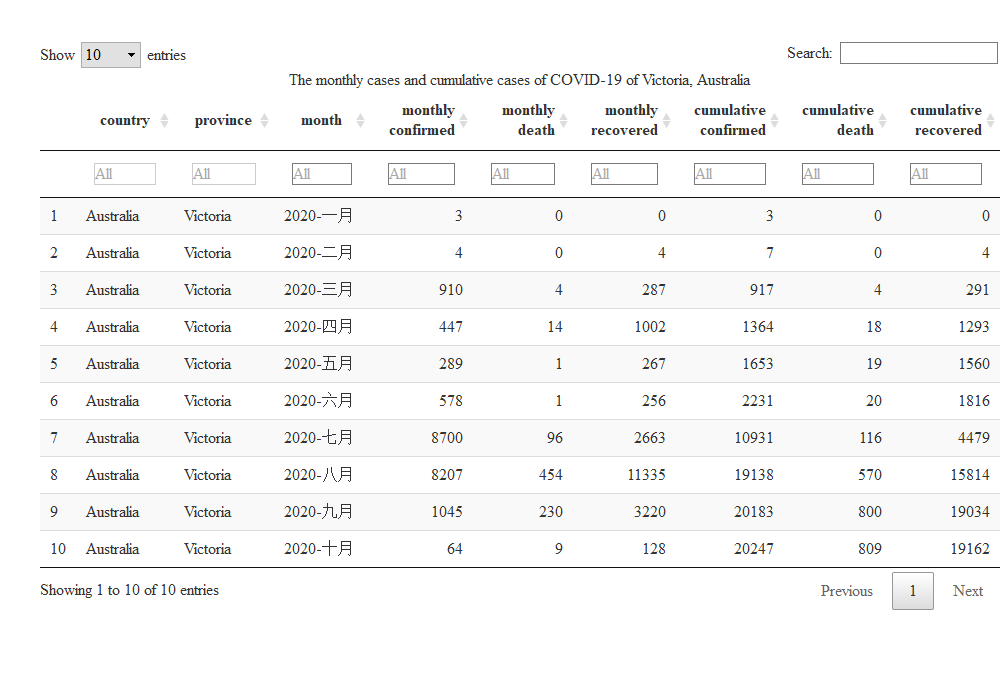 Show 10 entries Search:
The monthly cases and cumulative cases of COVID-19 of Victoria, Australia
country province month monthly confirmed monthly death monthly recovered cumulative confirmed cumulative death cumulative recovered
All All All All All All All All All
1 Australia Victoria 2020-一月 3 0 0 3 0 0
2 Australia Victoria 2020-二月 4 0 4 7 0 4
3 Australia Victoria 2020-三月 910 4 287 917 4 291
4 Australia Victoria 2020-四月 447 14 1002 1364 18 1293
5 Australia Victoria 2020-五月 289 1 267 1653 19 1560
6 Australia Victoria 2020-六月 578 1 256 2231 20 1816
7 Australia Victoria 2020-七月 8700 96 2663 10931 116 4479
8 Australia Victoria 2020-八月 8207 454 11335 19138 570 15814
9 Australia Victoria 2020-九月 1045 230 3220 20183 800 19034
10 Australia Victoria 2020-十月 64 9 128 20247 809 19162
Showing 1 to 10 of 10 entries Previous 1 Next